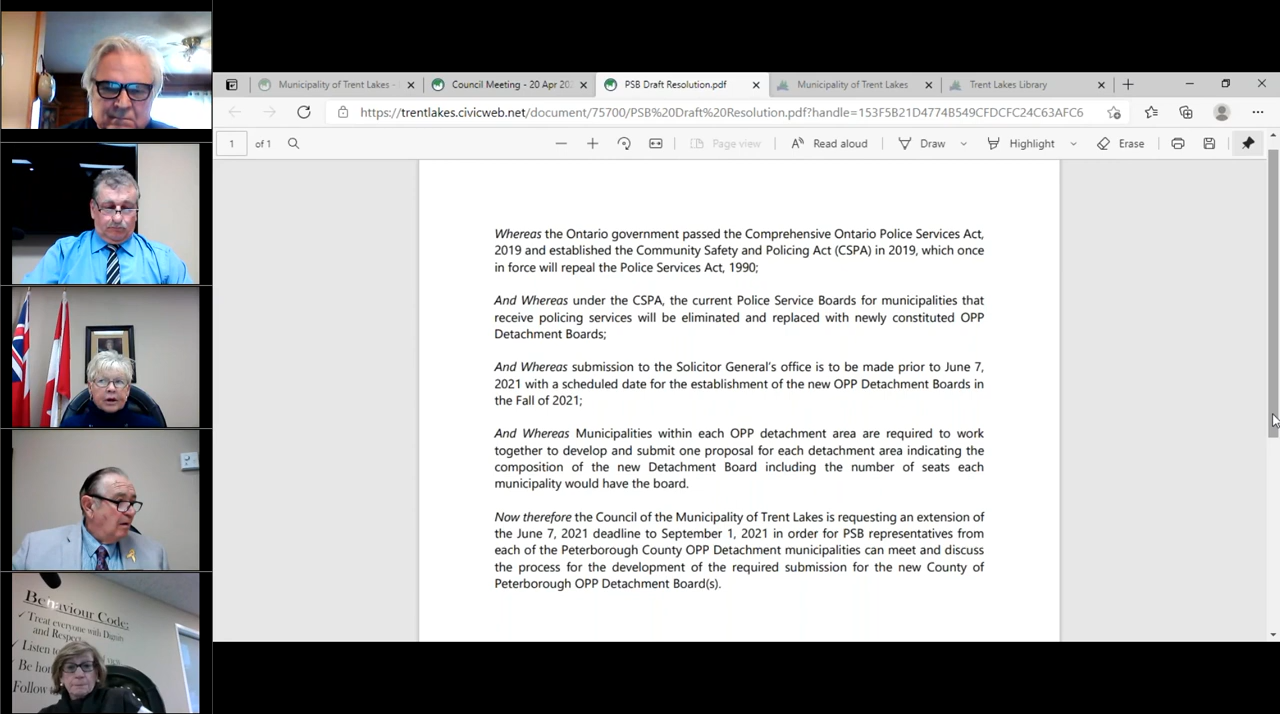 Municipality of Trent Lakes -
Council Meeting - 20 Apr 202
PSB Draft Resolution.pdf
Municipality of Trent Lakes
Trent Lakes Library
https://trentlakes.civicweb.net/document/75700/PSB%20Draft%20Resolution.pdf?handle=153F5B21D4774B549CFDCFC24C63AFC6
1 of 1
Page view
Read aloud
Draw
Highlight
Erase
Whereas the Ontario government passed the Comprehensive Ontario Police Services Act,
2019 and established the Community Safety and Policing Act (CSPA) in 2019, which once
in force will repeal the Police Services Act, 1990;
And Whereas under the CSPA, the current Police Service Boards for municipalities that
receive policing services will be eliminated and replaced with newly constituted OPP
Detachment Boards;
And Whereas submission to the Solicitor General's office is to be made prior to June 7,
2021 with a scheduled date for the establishment of the new OPP Detachment Boards in
the Fall of 2021;
And Whereas Municipalities within each OPP detachment area are required to work
together to develop and submit one proposal for each detachment area indicating the
composition of the new Detachment Board including the number of seats each
municipality would have the board.
Now therefore the Council of the Municipality of Trent Lakes is requesting an extension of
the June 7, 2021 deadline to September 1, 2021 in order for PSB representatives from
each of the Peterborough County OPP Detachment municipalities can meet and discuss
the process for the development of the required submission for the new County of
Peterborough OPP Detachment Board(s).
Behaviour Code:
Treat everyone with Dignity
and Respect
Listen
Be
Follow